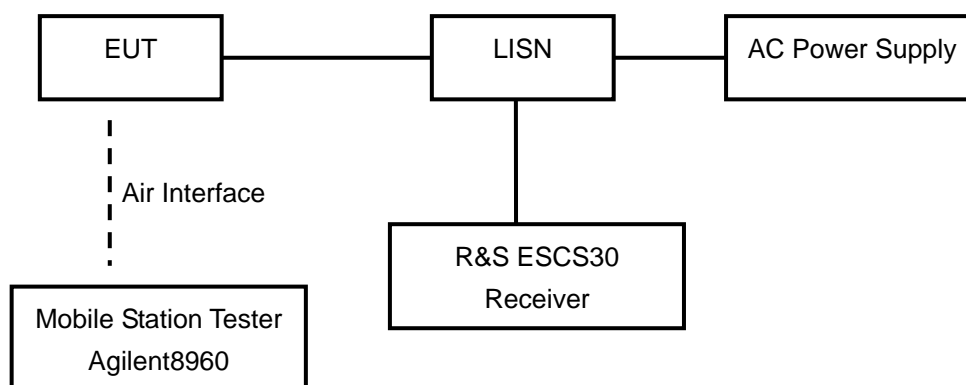 EUT
LISN
AC Power Supply
Air Interface
R&S ESCS30
Receiver
Mobile Station Tester
Agilent8960